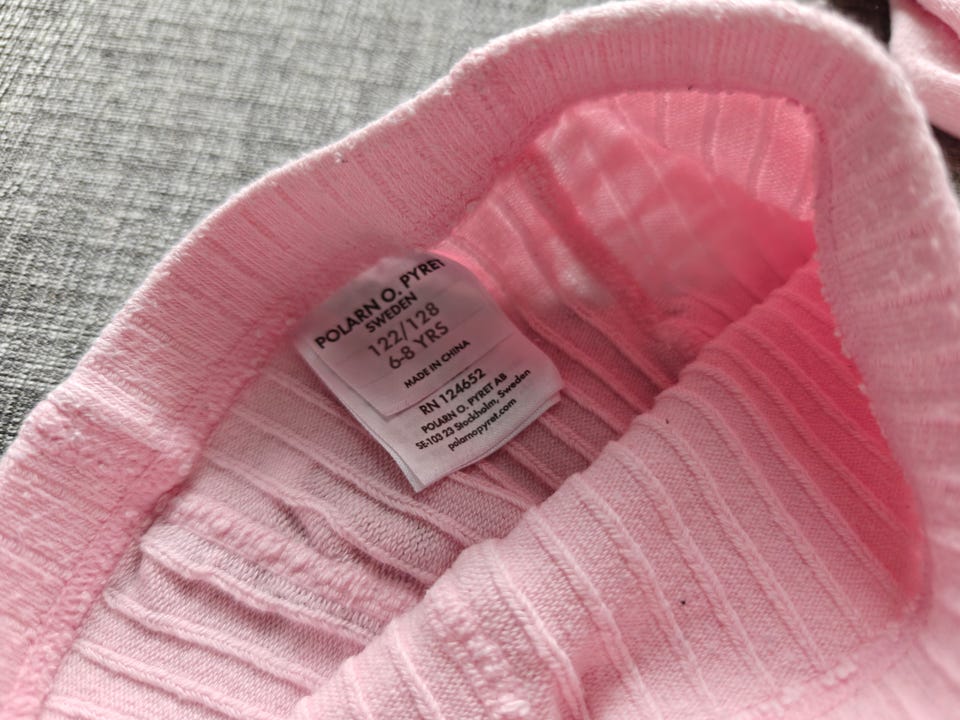 POLARN O. PYRET
SWEDEN
122/128
6-8 YRS
MADE IN CHINA
RN 124652
POLARN O. PYRET AB
SE-103 23 Stockholm, Sweden
polarnopyret.com